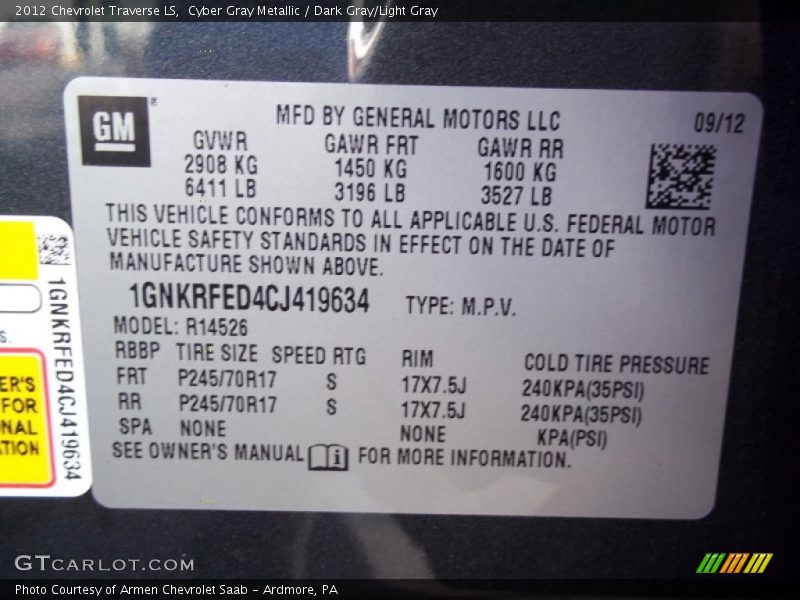 2012 Chevrolet Traverse LS,  Cyber Gray Metallic / Dark Gray/Light Gray
GM®
MFD BY GENERAL MOTORS LLC
09/12
GVWR GAWR FRT GAWR RR
2908 KG 1450 KG 1600 KG
6411 LB 3196 LB 3527 LB
THIS VEHICLE CONFORMS TO ALL APPLICABLE U.S. FEDERAL MOTOR
VEHICLE SAFETY STANDARDS IN EFFECT ON THE DATE OF
MANUFACTURE SHOWN ABOVE.
1GNKRFED4CJ419634 TYPE: M.P.V.
MODEL: R14526
RBBP TIRE SIZE SPEED RTG RIM COLD TIRE PRESSURE
FRT P245/70R17 S 17X7.5J 240KPA(35PSI)
RR P245/70R17 S 17X7.5J 240KPA(35PSI)
SPA NONE NONE KPA(PSI)
SEE OWNER'S MANUAL i FOR MORE INFORMATION.
1GNKRFED4CJ419634
S.
ER'S
FOR
NAL
TION
GTCARLOT.COM
Photo Courtesy of Armen Chevrolet Saab - Ardmore, PA